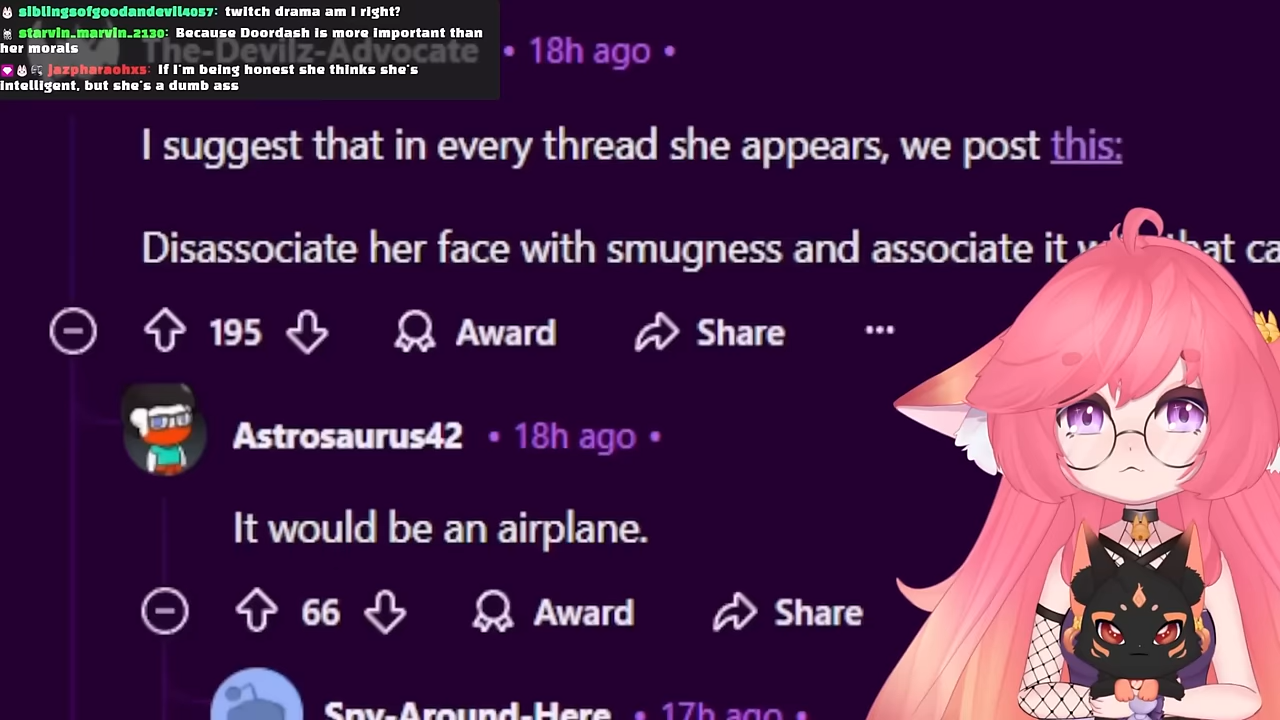 siblingsofgoodandevil4057: twitch drama am I right?
starvin_marvin_2130: Because Doordash is more important than
her morals
jazpharaohxs: If I'm being honest she thinks she's
intelligent, but she's a dumb ass
The-Devilz-Advocate • 18h ago •
I suggest that in every thread she appears, we post this:
Disassociate her face with smugness and associate it
195 Award Share ...
Astrosaurus42 • 18h ago •
It would be an airplane.
66 Award Share
Spy-Around-Here • 17h ago •